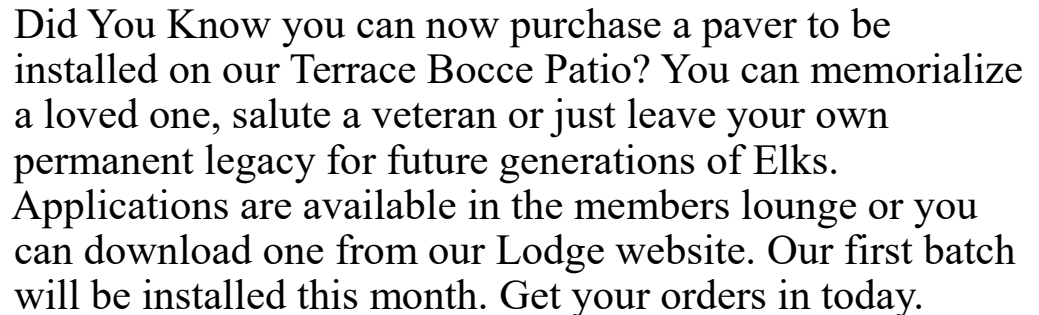 Did You Know you can now purchase a paver to be
installed on our Terrace Bocce Patio? You can memorialize
a loved one, salute a veteran or just leave your own
permanent legacy for future generations of Elks.
Applications are available in the members lounge or you
can download one from our Lodge website. Our first batch
will be installed this month. Get your orders in today.